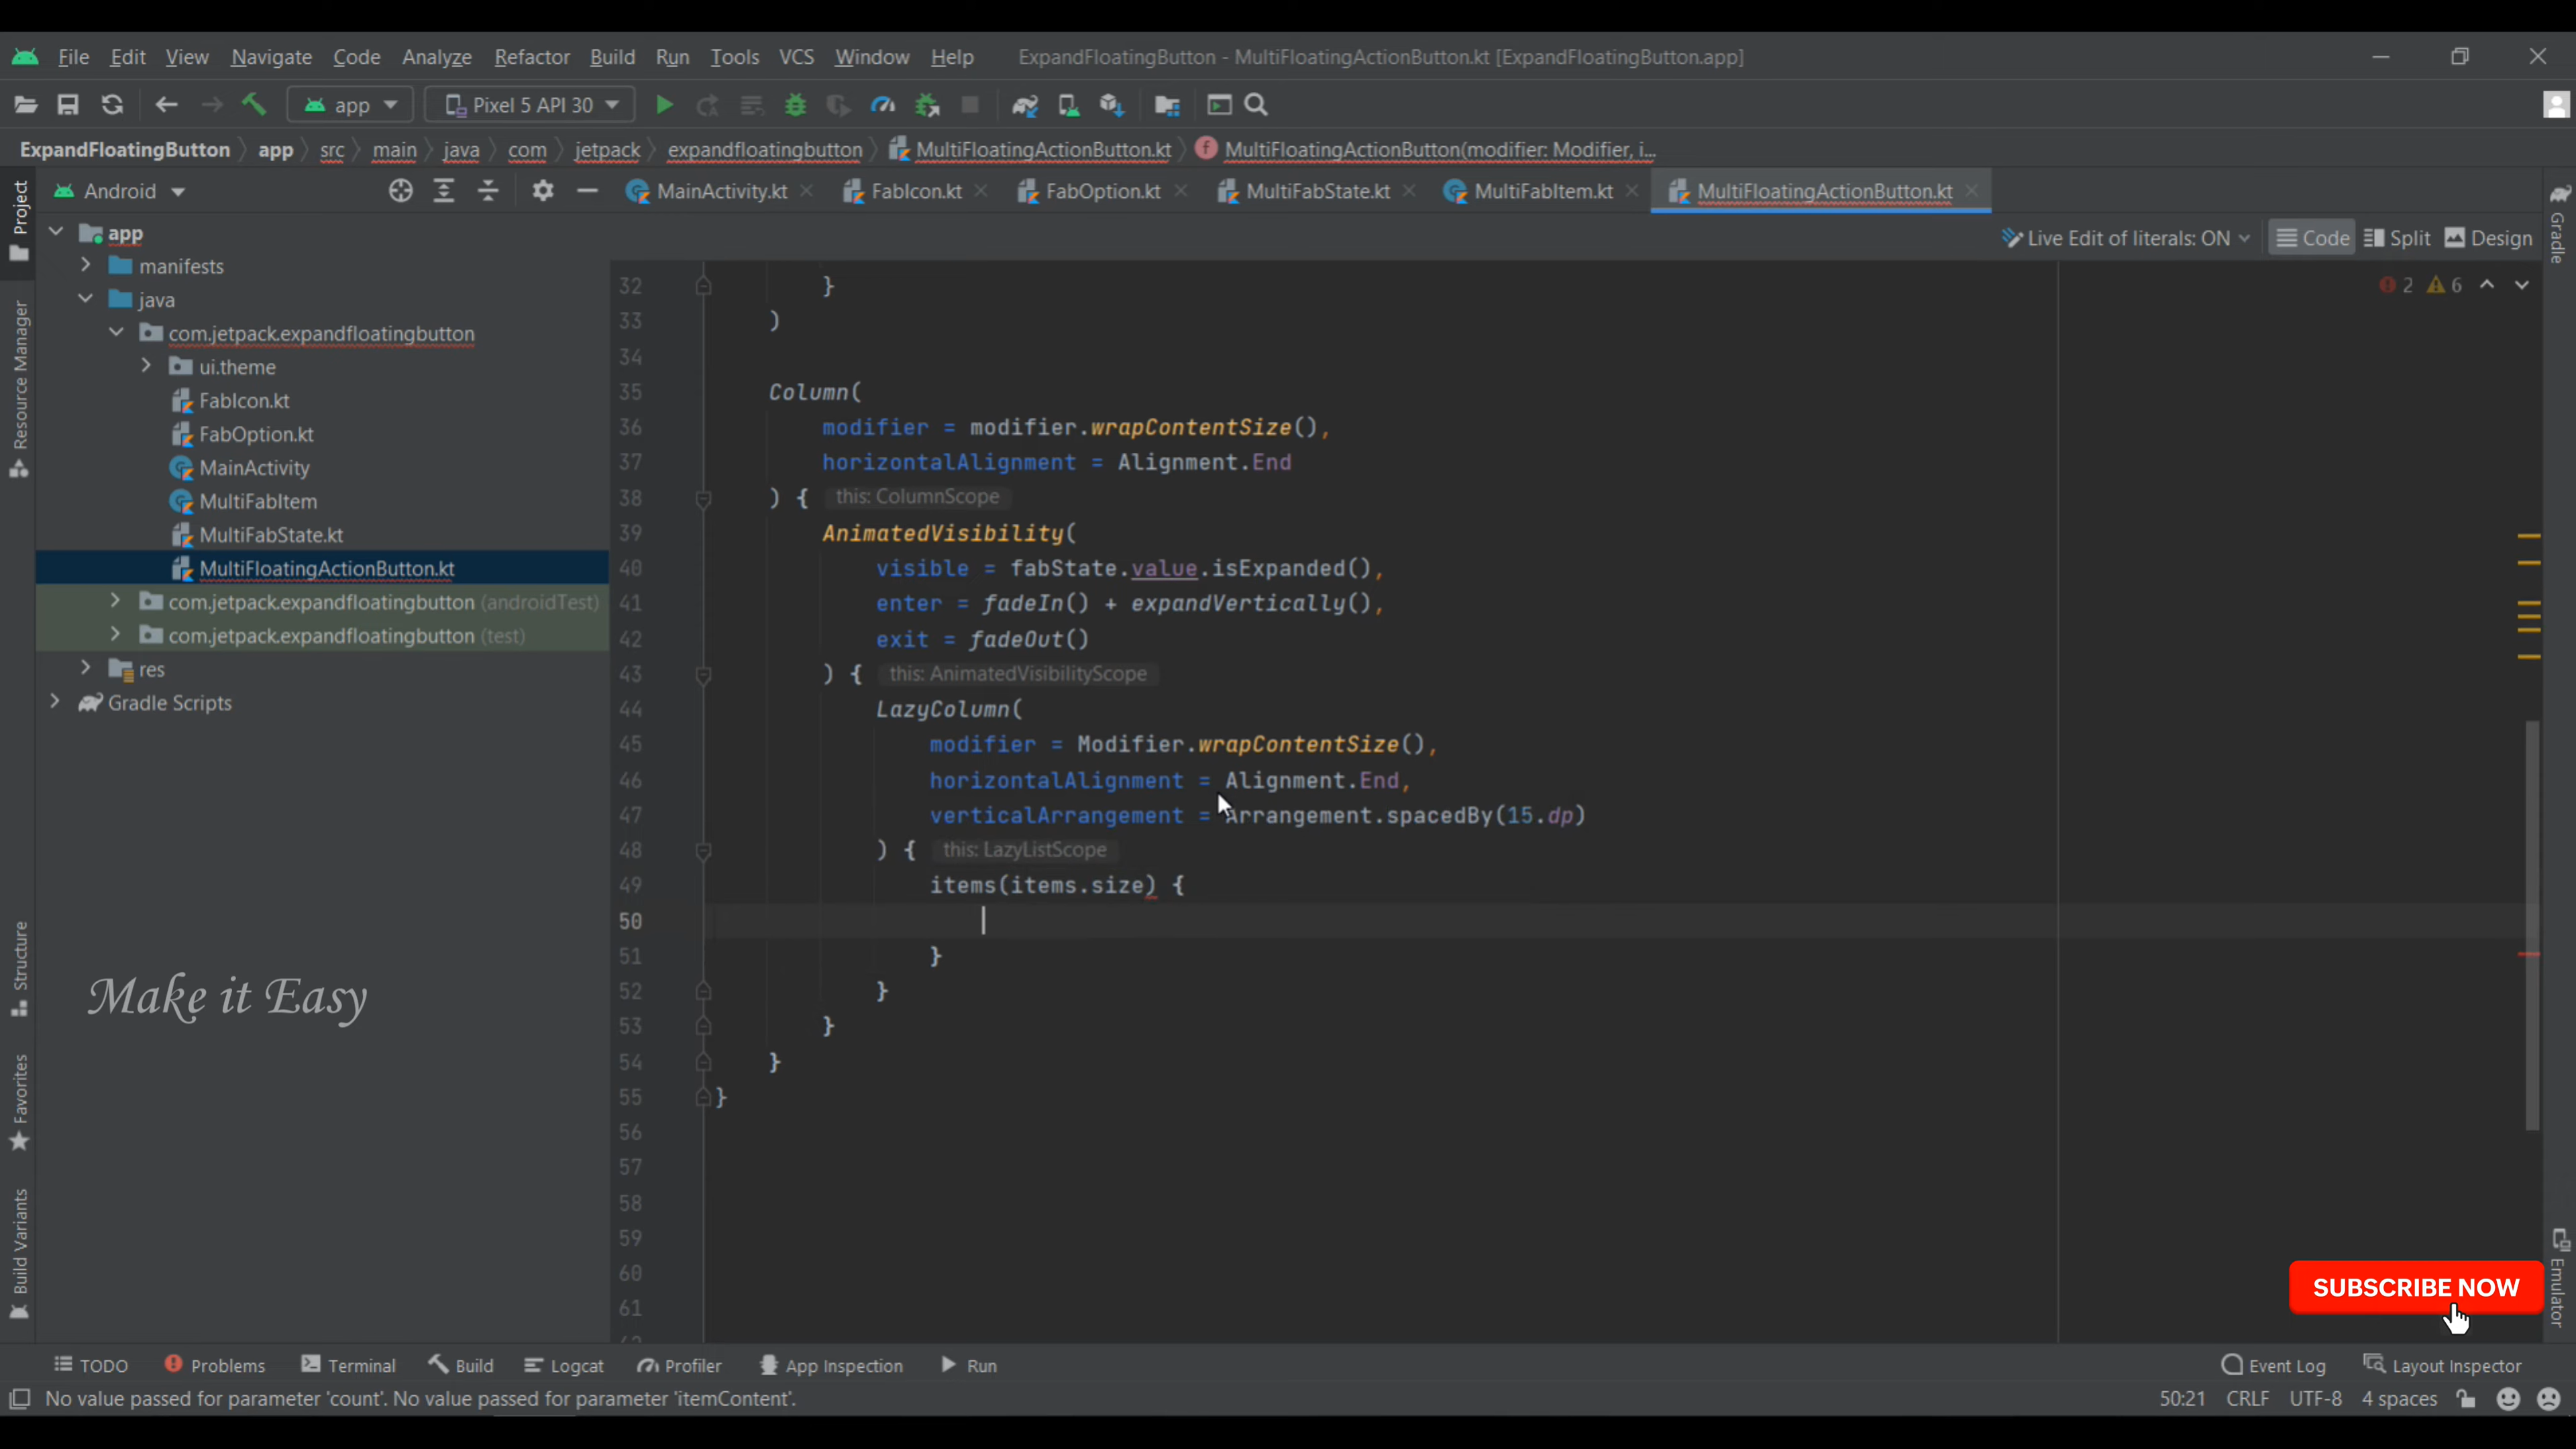 File Edit View Navigate Code Analyze Refactor Build Run Tools VCS Window Help ExpandFloatingButton - MultiFloatingActionButton.kt [ExpandFloatingButton.app]
app Pixel 5 API 30
ExpandFloatingButton app src main java com jetpack expandfloatingbutton MultiFloatingActionButton.kt MultiFloatingActionButton(modifier: Modifier, i...
Android MainActivity.kt FabIcon.kt FabOption.kt MultiFabState.kt MultiFabItem.kt MultiFloatingActionButton.kt
Live Edit of literals: ON Code Split Design
2 6
Project
Resource Manager
Structure
Favorites
Build Variants
app
manifests
java
com.jetpack.expandfloatingbutton
ui.theme
FabIcon.kt
FabOption.kt
MainActivity
MultiFabItem
MultiFabState.kt
MultiFloatingActionButton.kt
com.jetpack.expandfloatingbutton (androidTest)
com.jetpack.expandfloatingbutton (test)
res
Gradle Scripts
Make it Easy
32 }
33 )
34
35 Column(
36 modifier = modifier.wrapContentSize(),
37 horizontalAlignment = Alignment.End
38 ) { this: ColumnScope
39 AnimatedVisibility(
40 visible = fabState.value.isExpanded(),
41 enter = fadeIn() + expandVertically(),
42 exit = fadeOut()
43 ) { this: AnimatedVisibilityScope
44 LazyColumn(
45 modifier = Modifier.wrapContentSize(),
46 horizontalAlignment = Alignment.End,
47 verticalArrangement = Arrangement.spacedBy(15.dp)
48 ) { this: LazyListScope
49 items(items.size) {
50
51 }
52 }
53 }
54 }
55 }
56
57
58
59
60
61
Gradle
Emulator
SUBSCRIBE NOW
TODO Problems Terminal Build Logcat Profiler App Inspection Run Event Log Layout Inspector
No value passed for parameter 'count'. No value passed for parameter 'itemContent'. 50:21 CRLF UTF-8 4 spaces